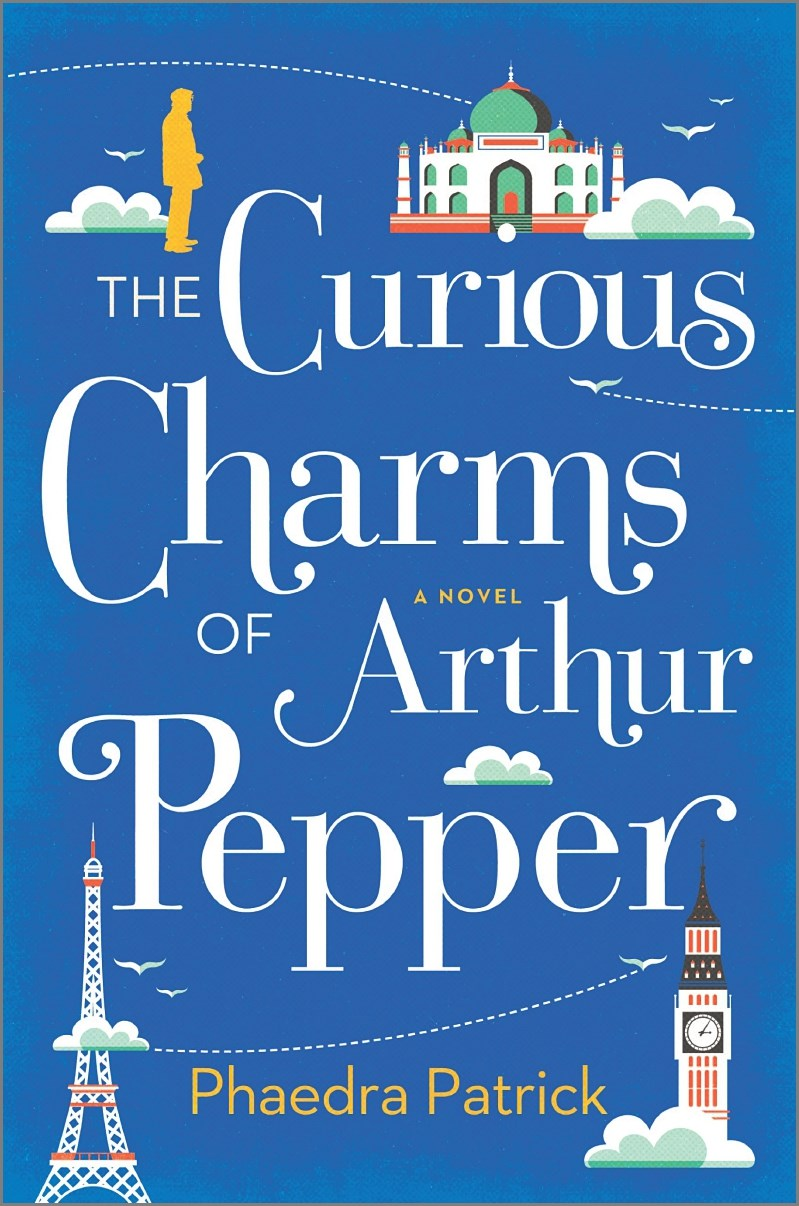 THE Curious
Charms
A NOVEL
OF Arthur
Pepper
Phaedra Patrick